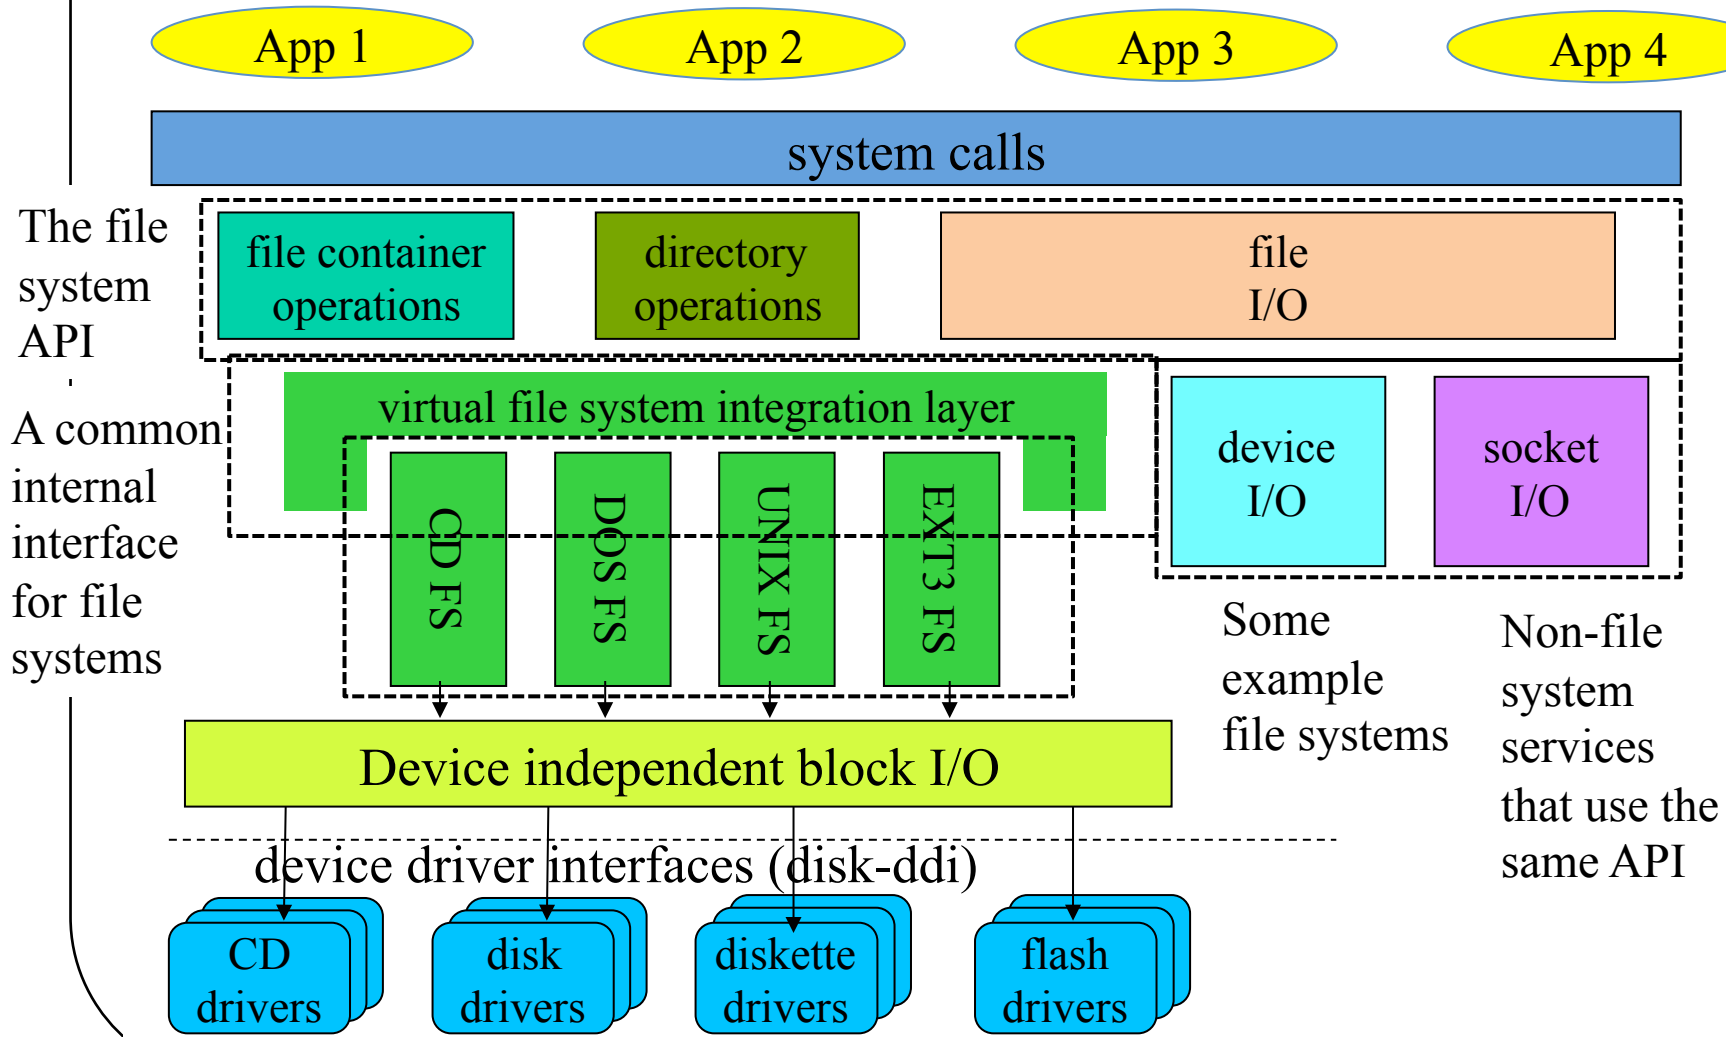 App 1
App 2
App 3
App 4
system calls
The file
system
API
file container
operations
directory
operations
file
I/O
A common
internal
interface
for file
systems
virtual file system integration layer
CD FS
DOS FS
UNIX FS
EXT3 FS
device
I/O
socket
I/O
Some
example
file systems
Non-file
system
services
that use the
same API
Device independent block I/O
device driver interfaces (disk-ddi)
CD
drivers
disk
drivers
diskette
drivers
flash
drivers